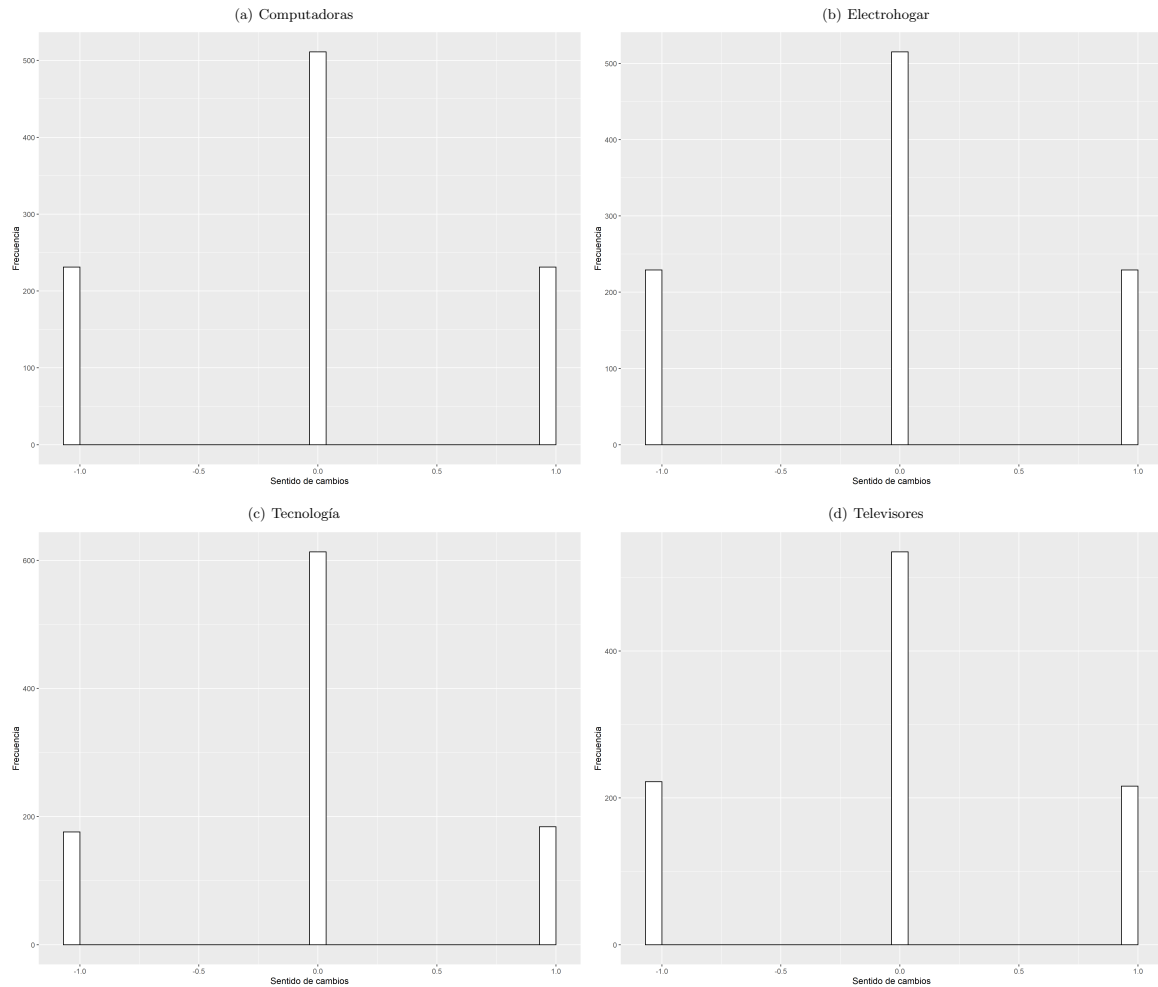 (a) Computadoras
500
400
300
200
100
0
Frecuencia
-1.0 -0.5 0.0 0.5 1.0
Sentido de cambios
(b) Electrohogar
500
400
300
200
100
0
Frecuencia
-1.0 -0.5 0.0 0.5 1.0
Sentido de cambios
(c) Tecnología
600
400
200
0
Frecuencia
-1.0 -0.5 0.0 0.5 1.0
Sentido de cambios
(d) Televisores
400
200
0
Frecuencia
-1.0 -0.5 0.0 0.5 1.0
Sentido de cambios